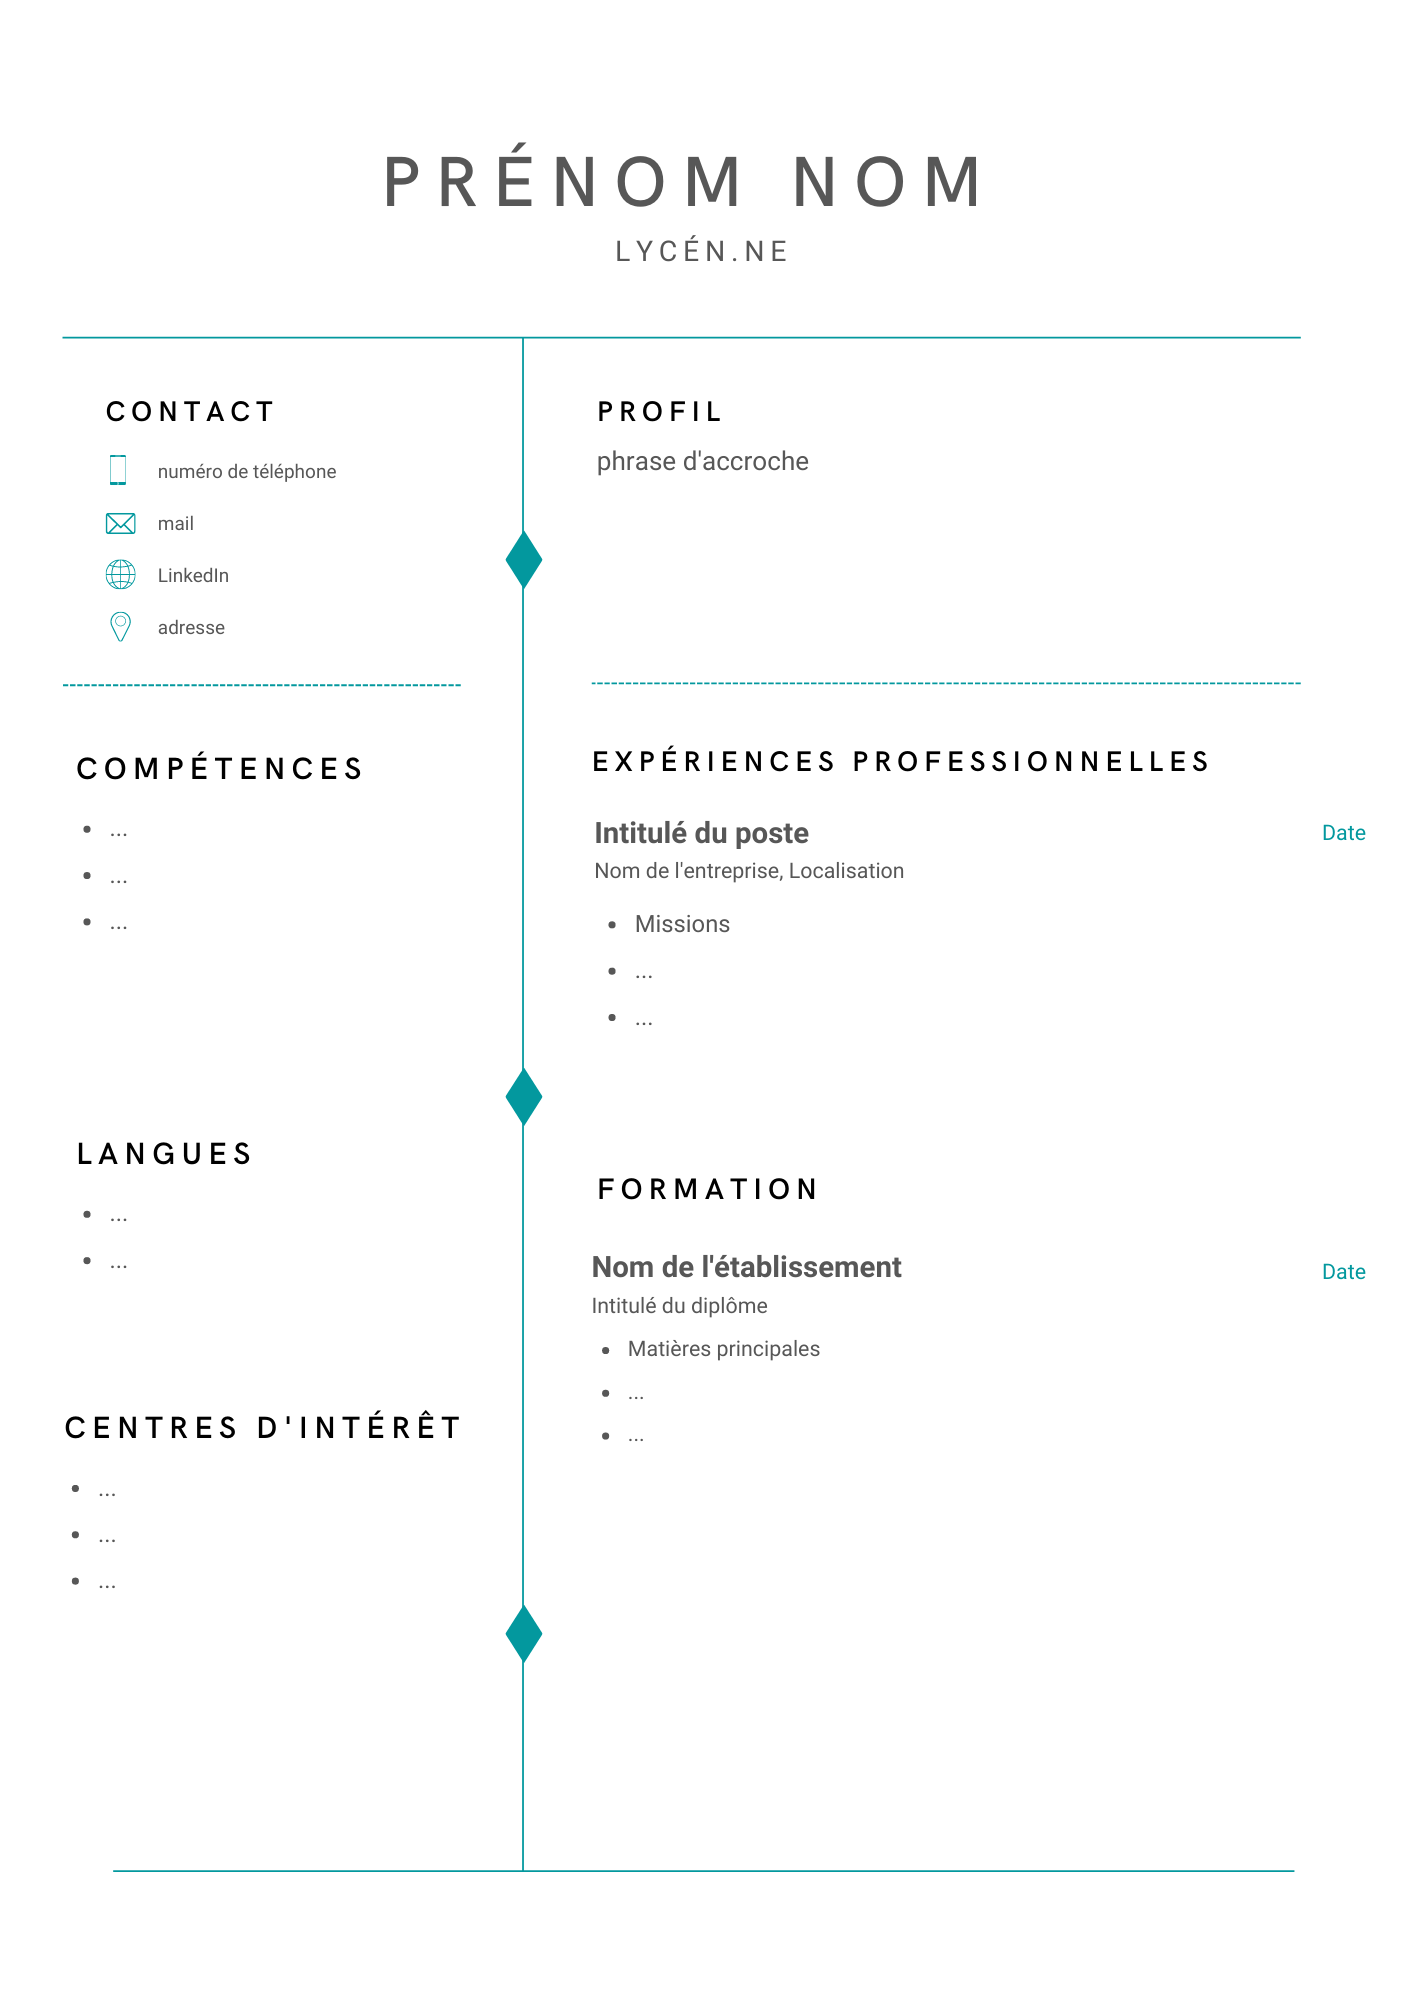 PRÉNOM NOM
LYCÉN.NE
CONTACT
numéro de téléphone
mail
LinkedIn
adresse
COMPÉTENCES
• ...
• ...
• ...
LANGUES
• ...
• ...
CENTRES D'INTÉRÊT
• ...
• ...
• ...
PROFIL
phrase d'accroche
EXPÉRIENCES PROFESSIONNELLES
Intitulé du poste
Date
Nom de l'entreprise, Localisation
• Missions
• ...
• ...
FORMATION
Nom de l'établissement
Date
Intitulé du diplôme
• Matières principales
• ...
• ...